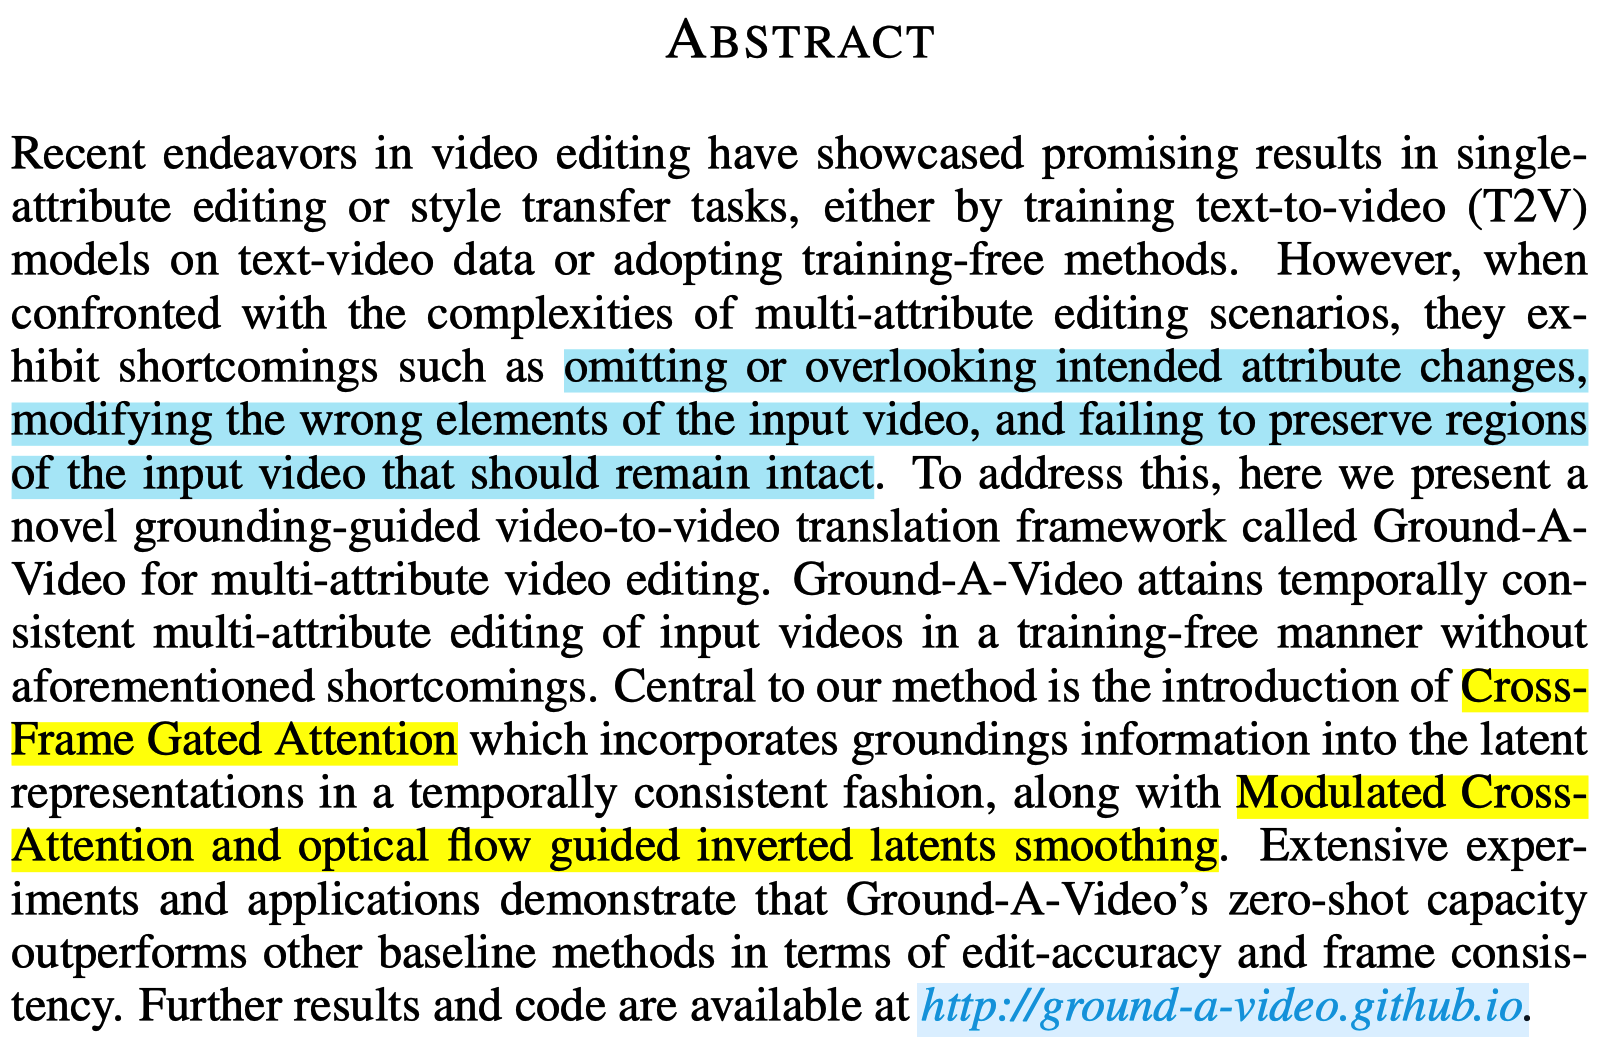 ABSTRACT
Recent endeavors in video editing have showcased promising results in single-
attribute editing or style transfer tasks, either by training text-to-video (T2V)
models on text-video data or adopting training-free methods. However, when
confronted with the complexities of multi-attribute editing scenarios, they ex-
hibit shortcomings such as omitting or overlooking intended attribute changes,
modifying the wrong elements of the input video, and failing to preserve regions
of the input video that should remain intact. To address this, here we present a
novel grounding-guided video-to-video translation framework called Ground-A-
Video for multi-attribute video editing. Ground-A-Video attains temporally con-
sistent multi-attribute editing of input videos in a training-free manner without
aforementioned shortcomings. Central to our method is the introduction of Cross-
Frame Gated Attention which incorporates groundings information into the latent
representations in a temporally consistent fashion, along with Modulated Cross-
Attention and optical flow guided inverted latents smoothing. Extensive exper-
iments and applications demonstrate that Ground-A-Video's zero-shot capacity
outperforms other baseline methods in terms of edit-accuracy and frame consis-
tency. Further results and code are available at http://ground-a-video.github.io.